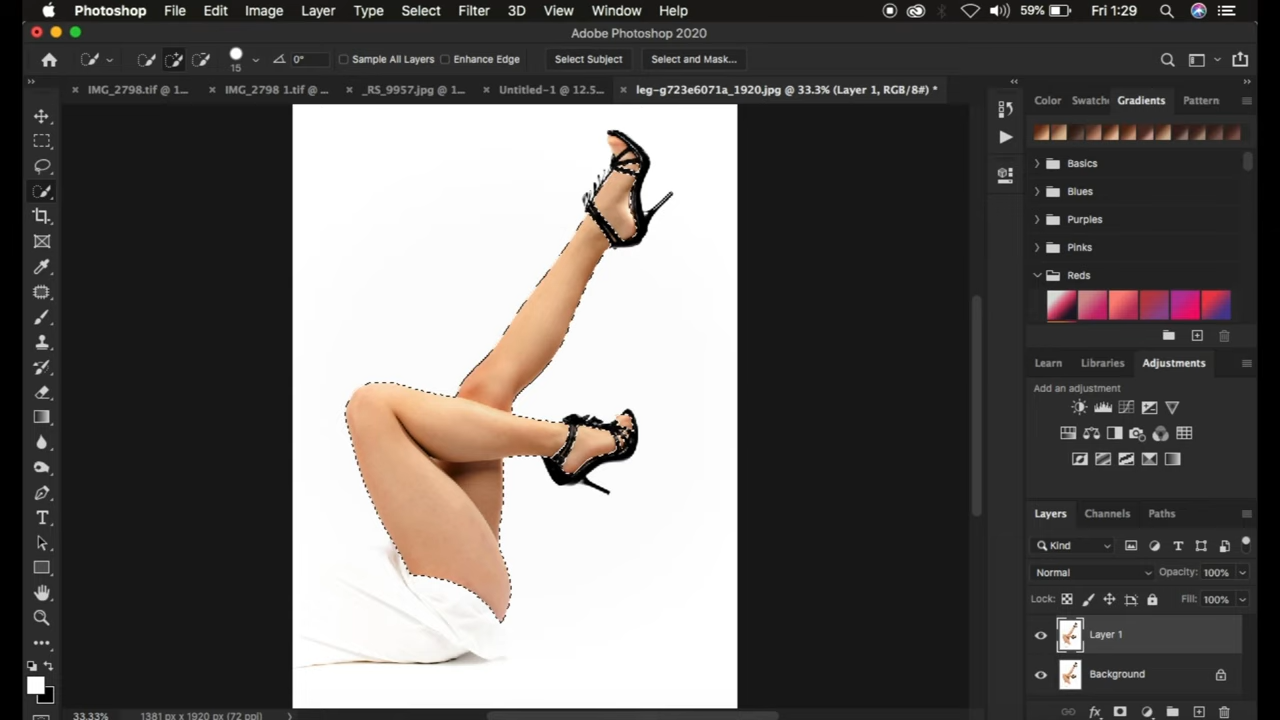 Photoshop File Edit Image Layer Type Select Filter 3D View Window Help 59% Fri 1:29
Adobe Photoshop 2020
15 0° Sample All Layers Enhance Edge Select Subject Select and Mask...
IMG_2798.tif @ 1... IMG_2798 1.tif @ ... _RS_9957.jpg @ 1... Untitled-1 @ 12.5... leg-g723e6071a_1920.jpg @ 33.3% (Layer 1, RGB/8#) *
Color Swatch Gradients Pattern
Basics
Blues
Purples
Pinks
Reds
Learn Libraries Adjustments
Add an adjustment
Layers Channels Paths
Kind
Normal Opacity: 100%
Lock: Fill: 100%
Layer 1
Background
fx
33.33% 1381 px x 1920 px (72 ppi)